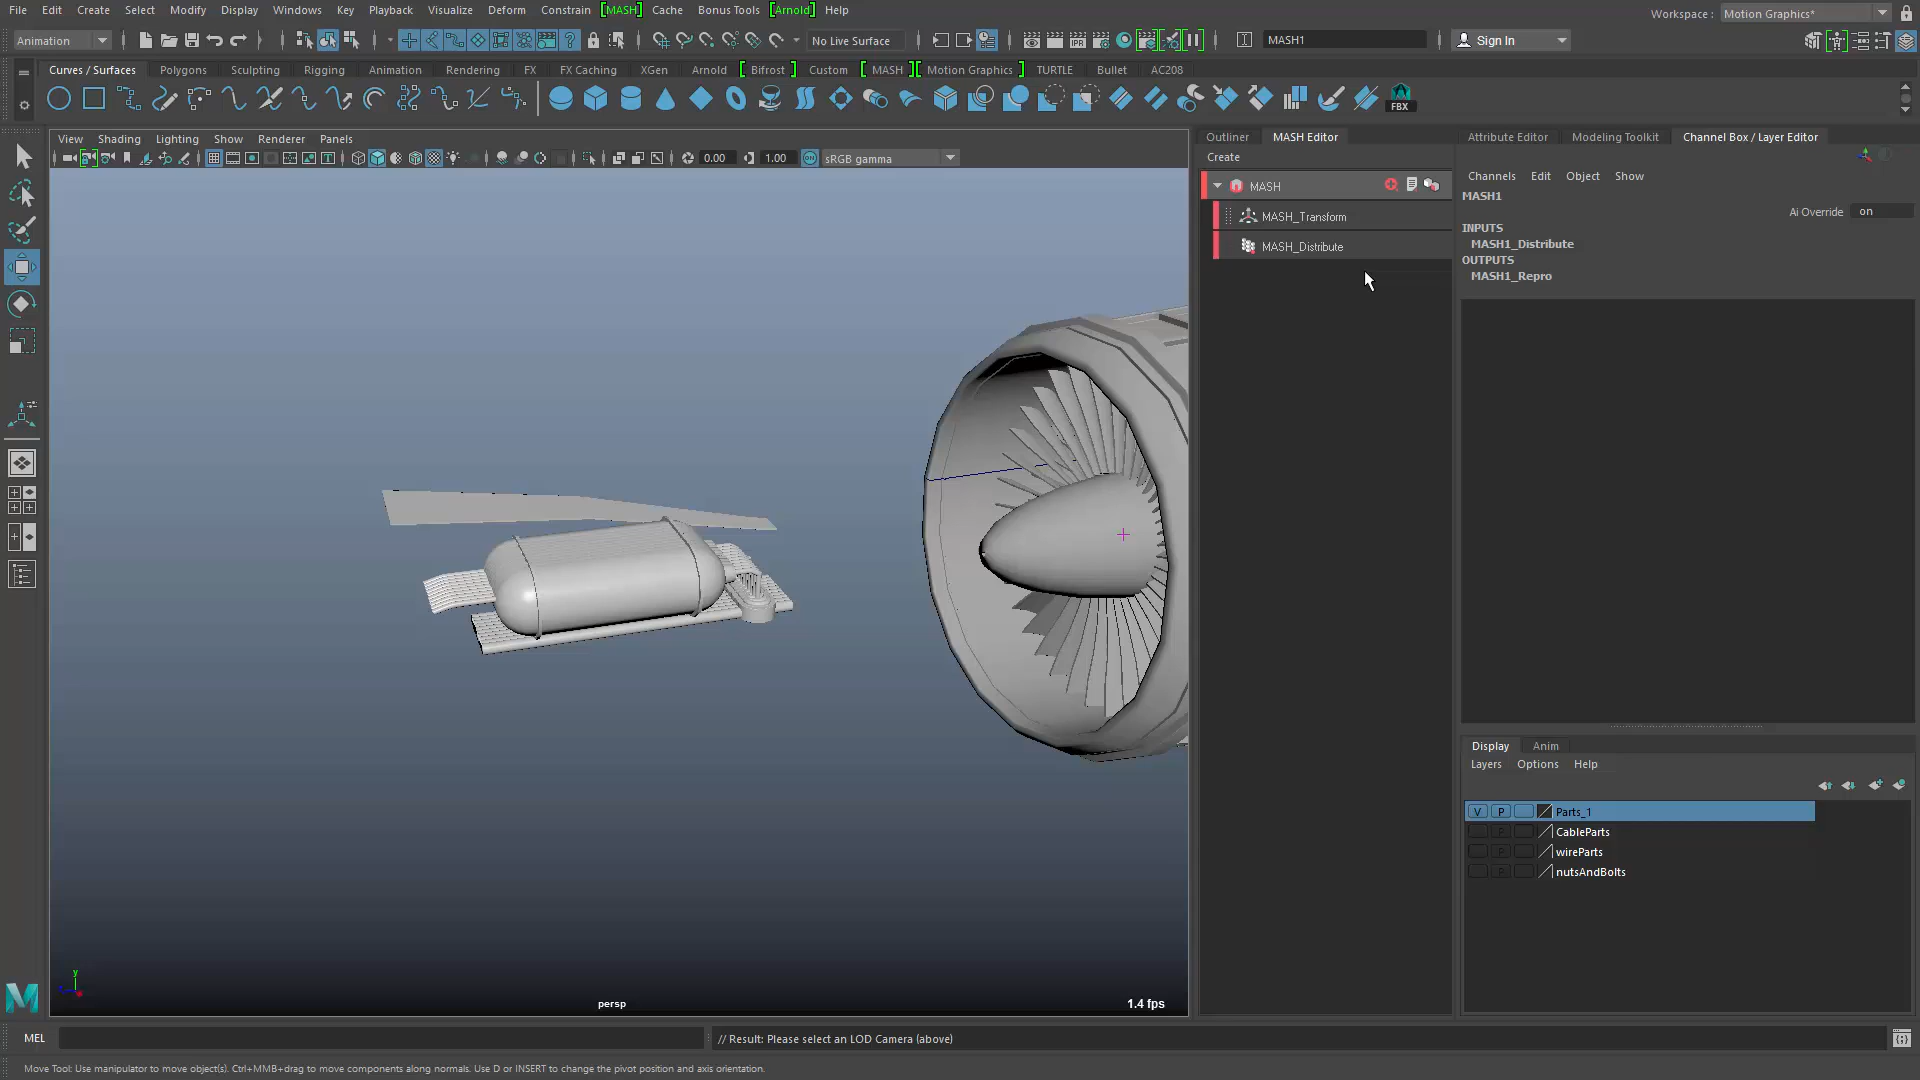 File Edit Create Select Modify Display Windows Key Playback Visualize Deform Constrain [MASH] Cache Bonus Tools [Arnold] Help
Workspace : Motion Graphics*
Animation
No Live Surface
IPR
MASH1
Sign In
Curves / Surfaces Polygons Sculpting Rigging Animation Rendering FX FX Caching XGen Arnold [ Bifrost ] Custom [ MASH ] [ Motion Graphics ] TURTLE Bullet AC208
FBX
View Shading Lighting Show Renderer Panels
0.00 1.00 ON sRGB gamma
Outliner MASH Editor
Create
MASH
MASH_Transform
MASH_Distribute
Attribute Editor Modeling Toolkit Channel Box / Layer Editor
Channels Edit Object Show
MASH1
Ai Override on
INPUTS
MASH1_Distribute
OUTPUTS
MASH1_Repro
Display Anim
Layers Options Help
V P Parts_1
P CableParts
P wireParts
P nutsAndBolts
y
persp
1.4 fps
M
MEL
// Result: Please select an LOD Camera (above)
Move Tool: Use manipulator to move object(s). Ctrl+MMB+drag to move components along normals. Use D or INSERT to change the pivot position and axis orientation.